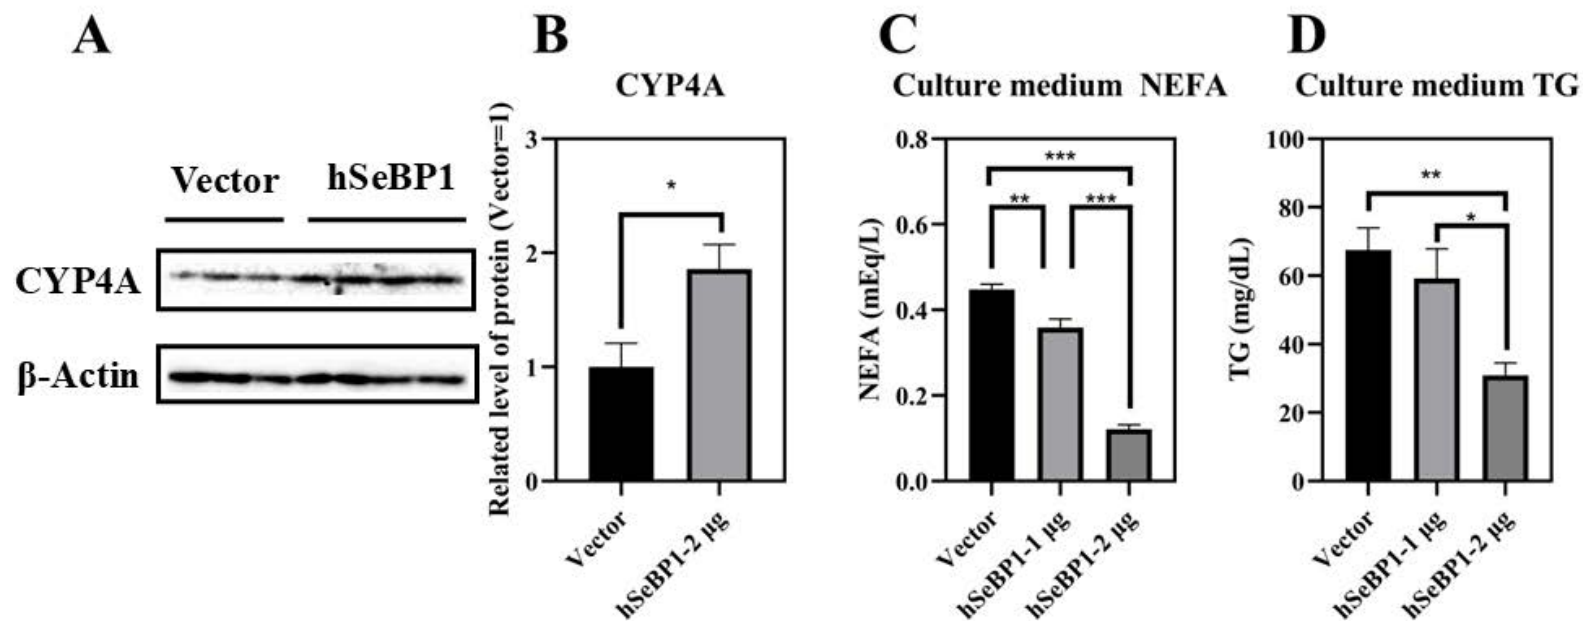 A
Vector hSeBP1
CYP4A
β-Actin
B
CYP4A
Related level of protein (Vector=1)
3
2
1
0
*
Vector
hSeBP1-2 μg
C
Culture medium NEFA
NEFA (mEq/L)
0.8
0.6
0.4
0.2
0.0
***
** ***
Vector
hSeBP1-1 μg
hSeBP1-2 μg
D
Culture medium TG
TG (mg/dL)
100
80
60
40
20
0
**
*
Vector
hSeBP1-1 μg
hSeBP1-2 μg